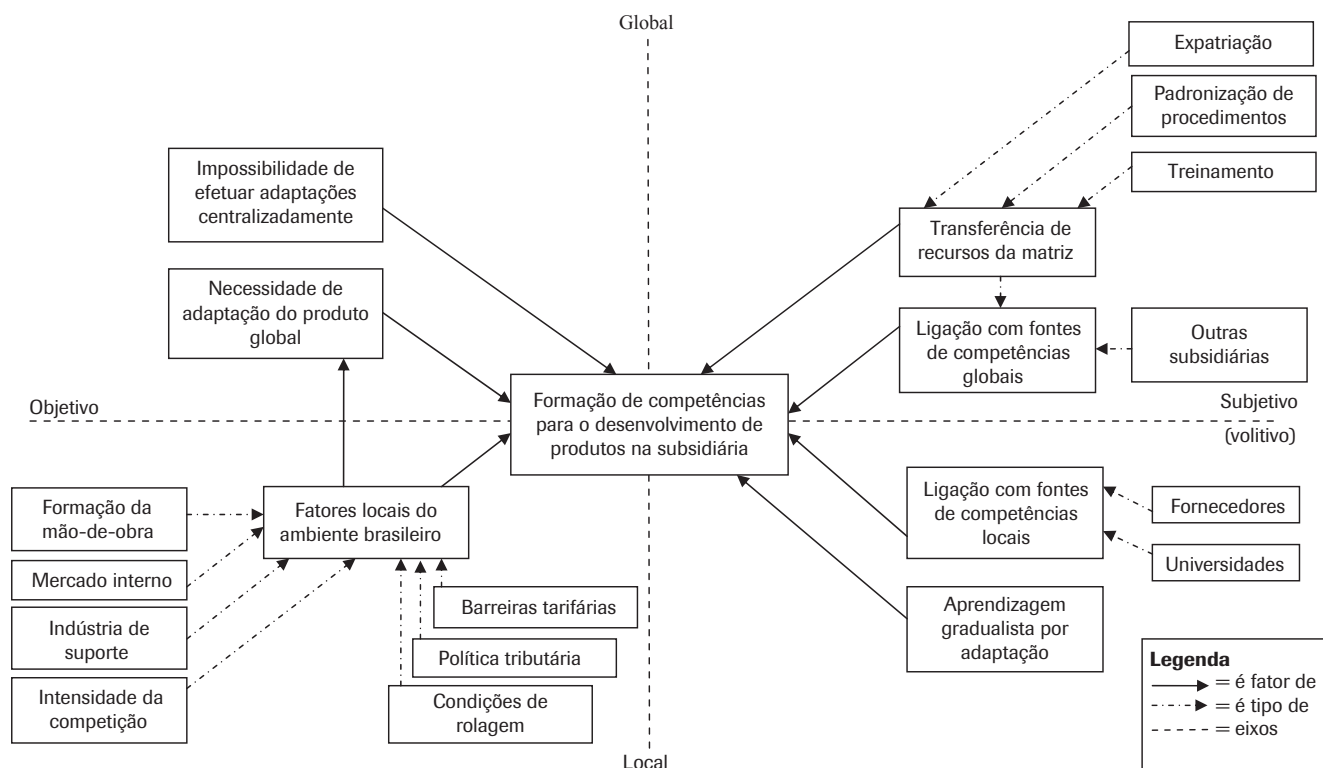 Global
Expatriação
Padronização de
procedimentos
Treinamento
Impossibilidade de
efetuar adaptações
centralizadamente
Transferência de
recursos da matriz
Necessidade de
adaptação do produto
global
Ligação com fontes
de competências
globais
Outras
subsidiárias
Objetivo
Formação de competências
para o desenvolvimento de
produtos na subsidiária
Subjetivo
(volitivo)
Formação da
mão-de-obra
Fatores locais do
ambiente brasileiro
Ligação com fontes
de competências
locais
Fornecedores
Universidades
Mercado interno
Indústria de
suporte
Intensidade da
competição
Barreiras tarifárias
Política tributária
Condições de
rolagem
Aprendizagem
gradualista por
adaptação
Legenda
= é fator de
= é tipo de
= eixos
Local